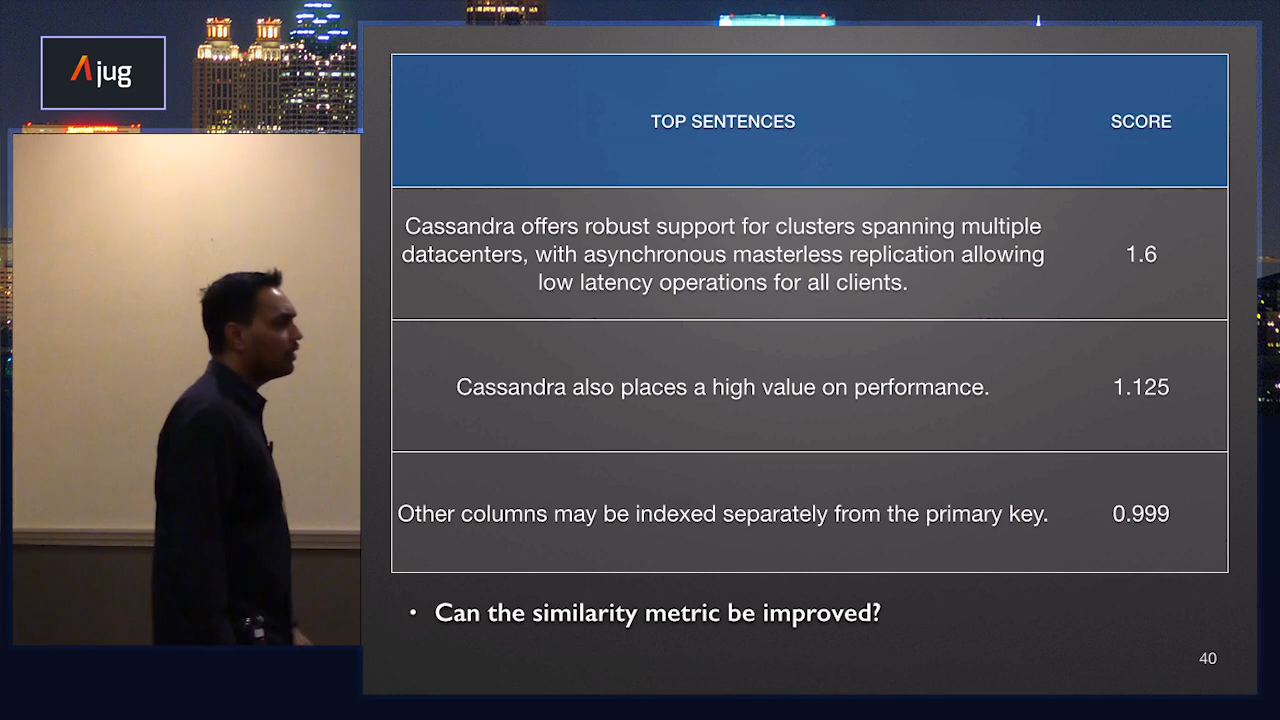 Λjug
TOP SENTENCES
SCORE
Cassandra offers robust support for clusters spanning multiple
datacenters, with asynchronous masterless replication allowing
low latency operations for all clients.
1.6
Cassandra also places a high value on performance.
1.125
Other columns may be indexed separately from the primary key.
0.999
• Can the similarity metric be improved?
40